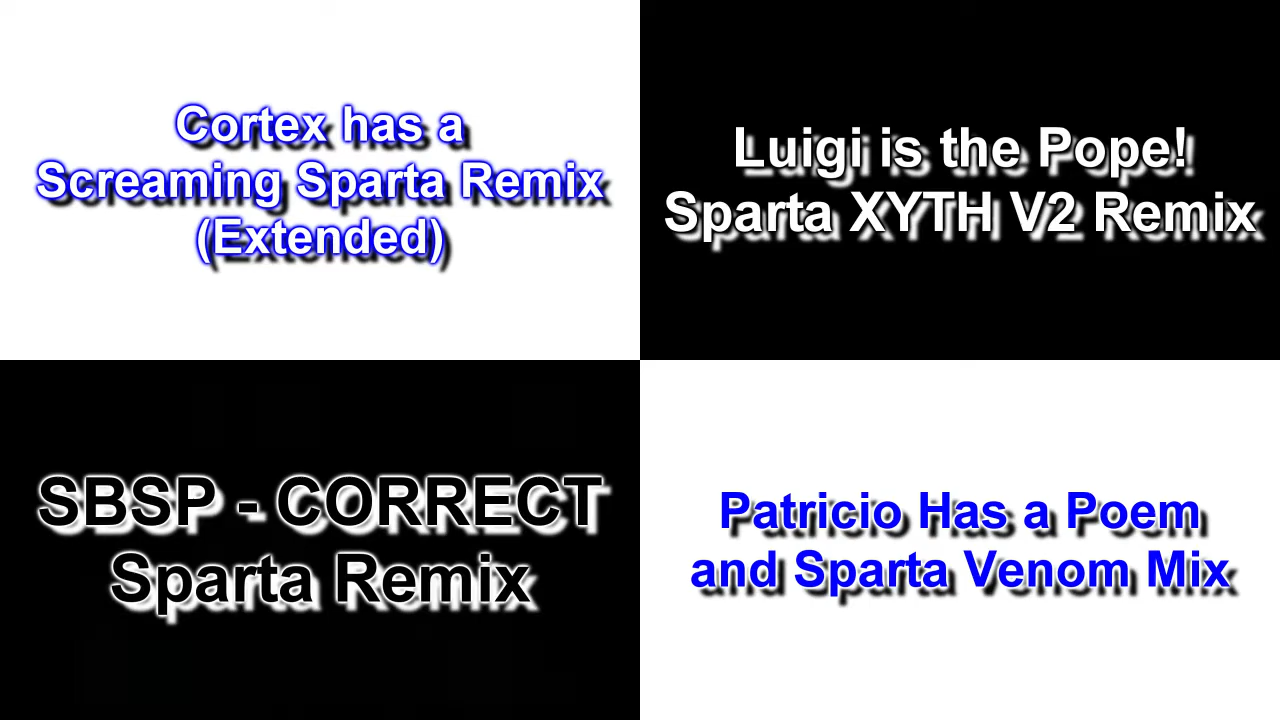 Cortex has a
Screaming Sparta Remix
(Extended)
Luigi is the Pope!
Sparta XYTH V2 Remix
SBSP - CORRECT
Sparta Remix
Patricio Has a Poem
and Sparta Venom Mix